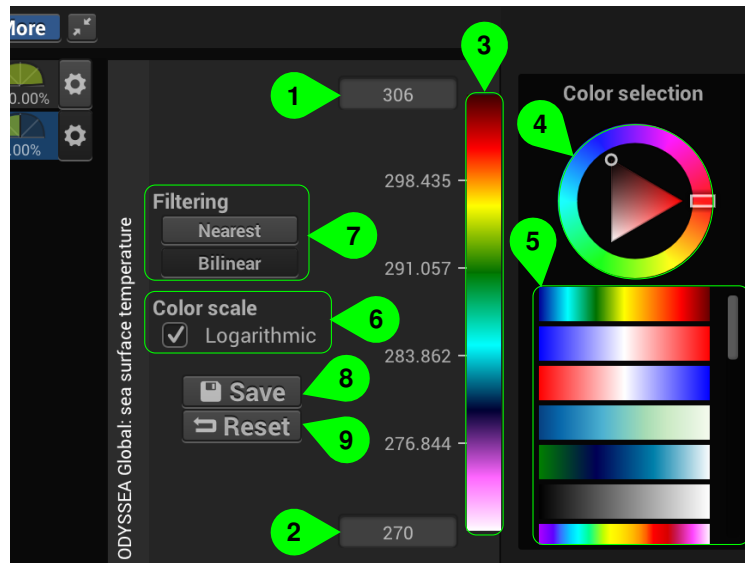 More
0.00%
.00%
ODYSSEA Global: sea surface temperature
1
306
3
298.435
291.057
283.862
276.844
2
270
Filtering
Nearest
Bilinear
7
Color scale
Logarithmic
6
Save
8
Reset
9
Color selection
4
5